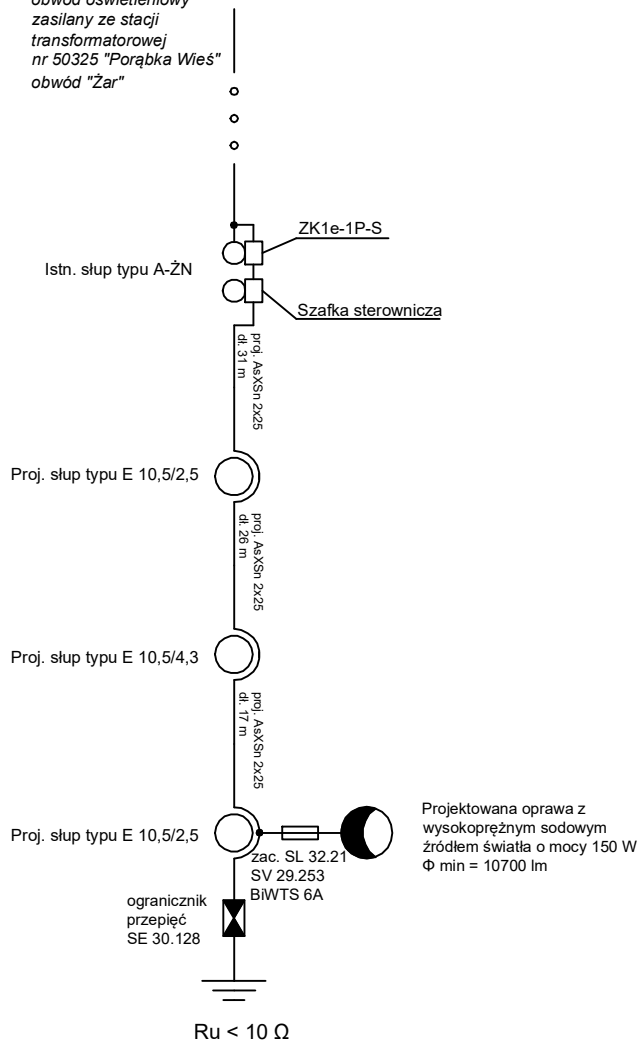 obwód oświetleniowy
zasilany ze stacji
transformatorowej
nr 50325 "Porąbka Wieś"
obwód "Żar"
ZK1e-1P-S
Istn. słup typu A-ŻN
Szafka sterownicza
proj. AsXSn 2x25
dł. 31 m
Proj. słup typu E 10,5/2,5
proj. AsXSn 2x25
dł. 26 m
Proj. słup typu E 10,5/4,3
proj. AsXSn 2x25
dł. 17 m
Proj. słup typu E 10,5/2,5
zac. SL 32.21
SV 29.253
BiWTS 6A
Projektowana oprawa z
wysokoprężnym sodowym
źródłem światła o mocy 150 W
Φ min = 10700 lm
ogranicznik
przepięć
SE 30.128
Ru < 10 Ω